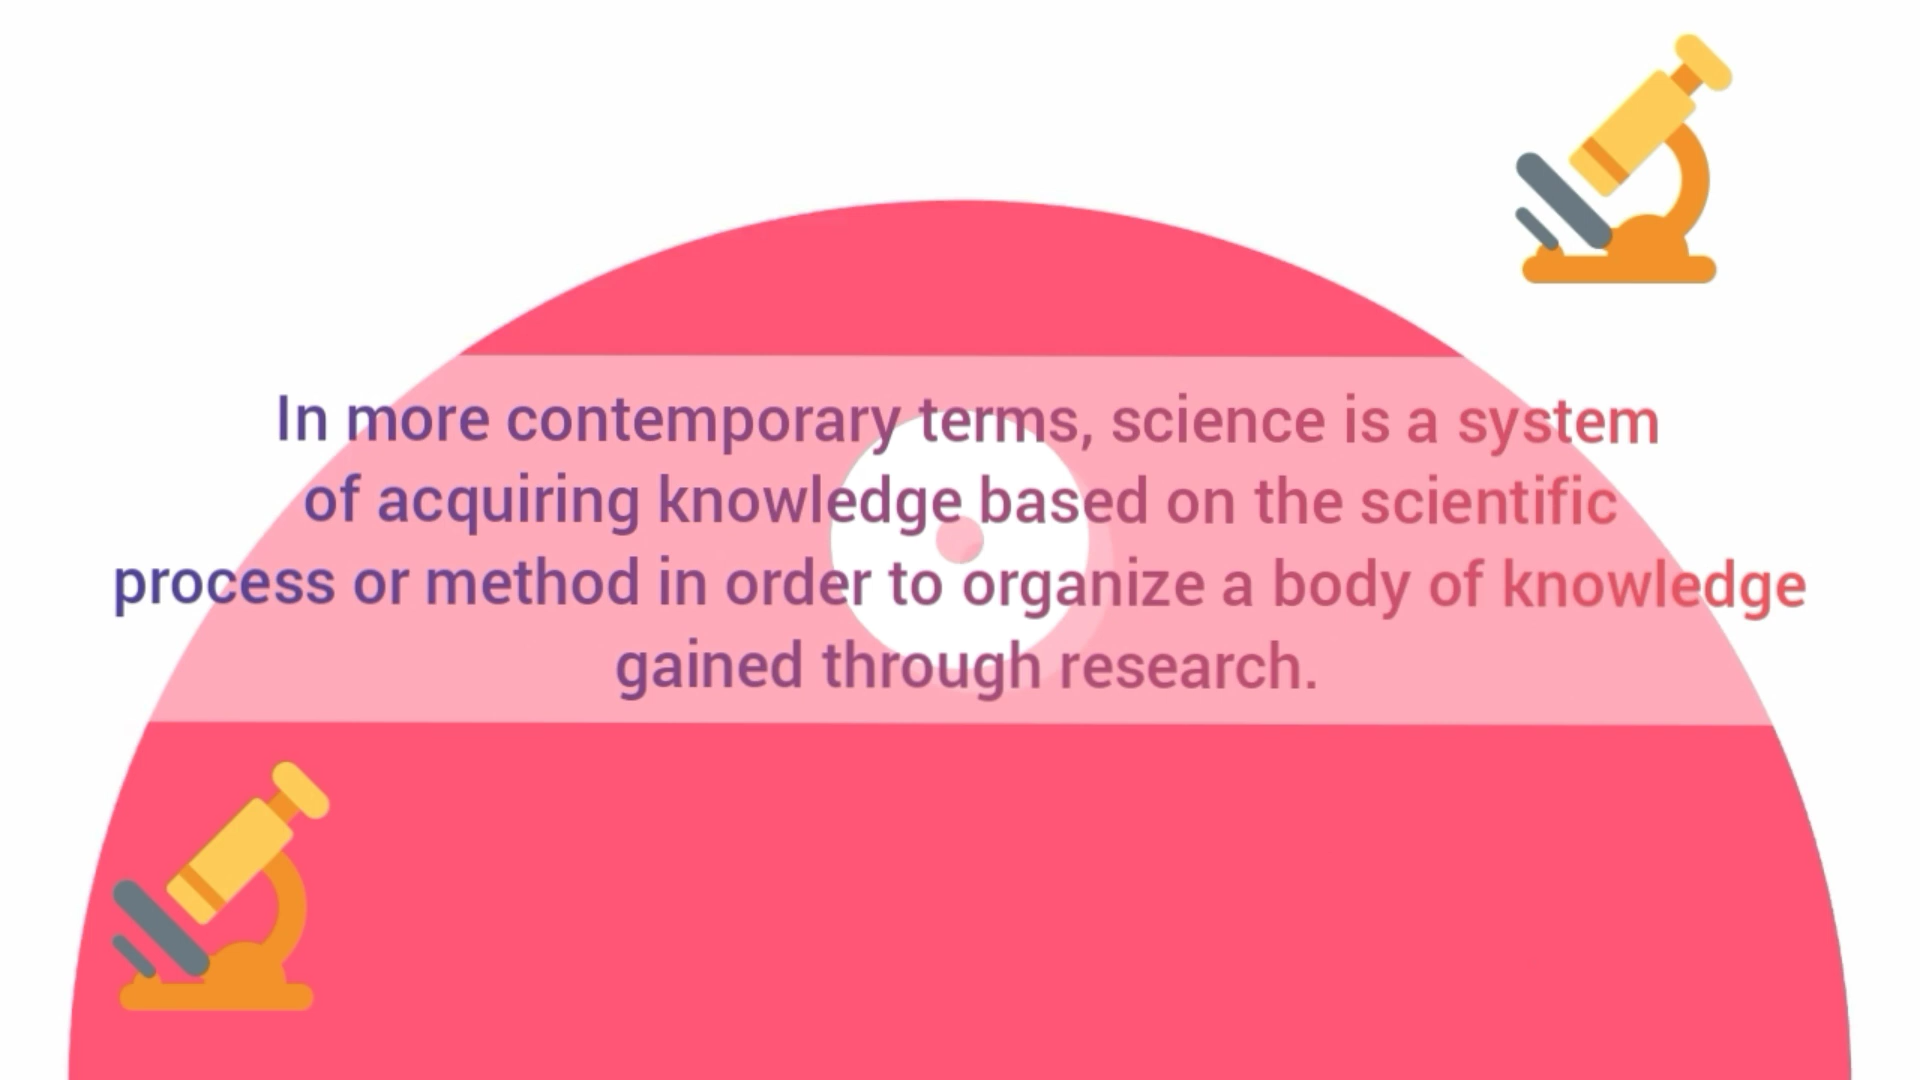 In more contemporary terms, science is a system
of acquiring knowledge based on the scientific
process or method in order to organize a body of knowledge
gained through research.